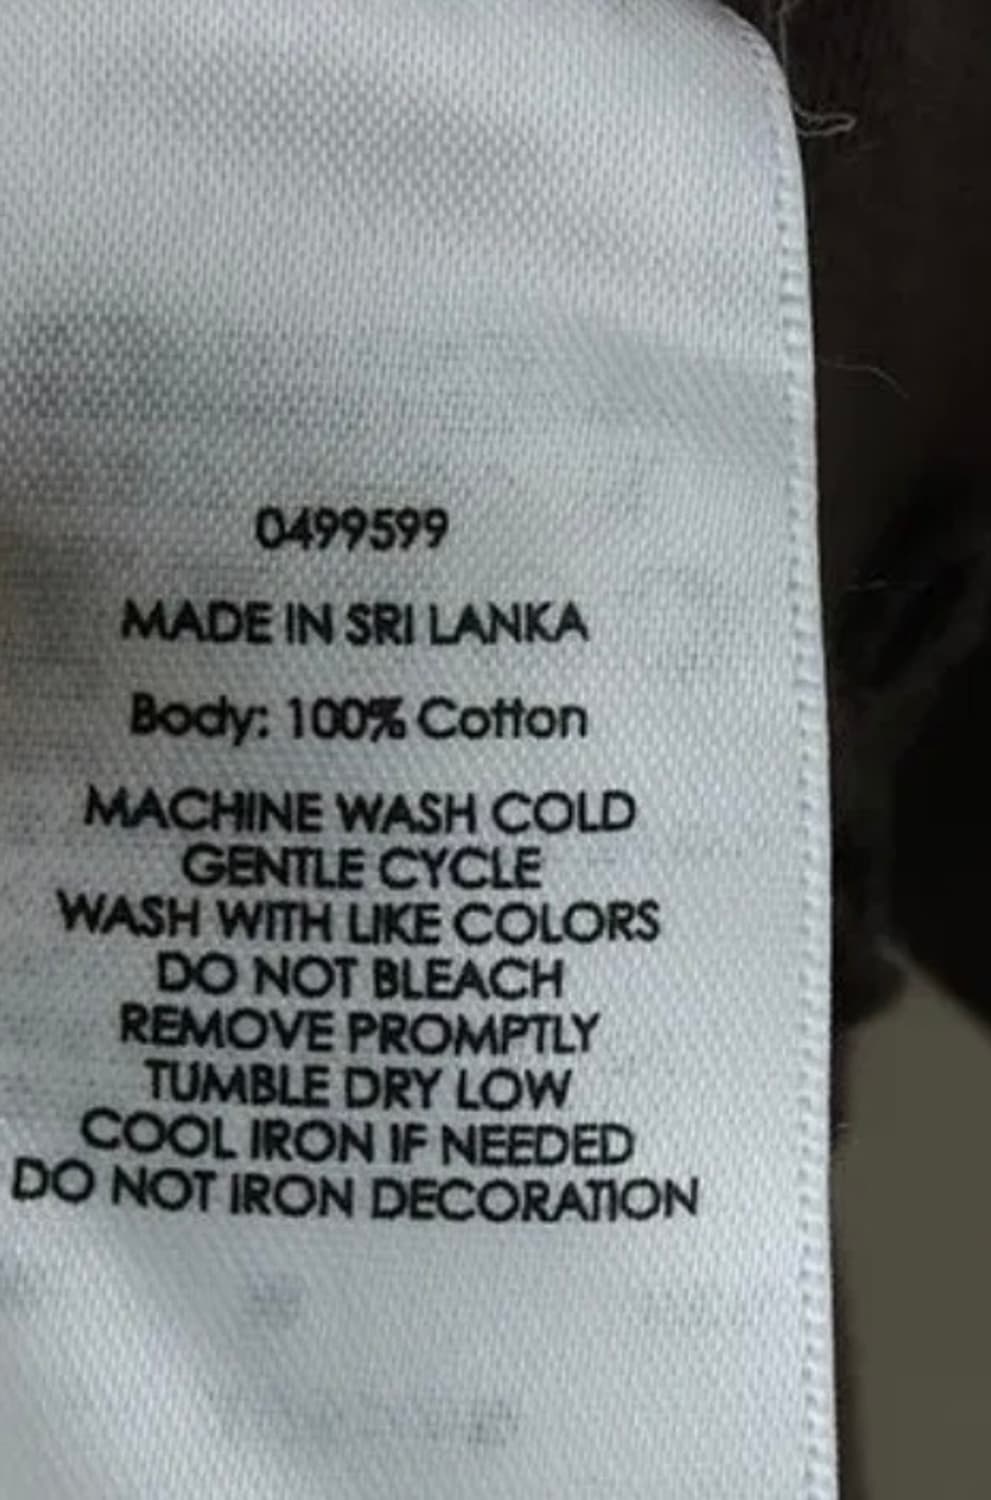 0499599
MADE IN SRI LANKA
Body: 100% Cotton
MACHINE WASH COLD
GENTLE CYCLE
WASH WITH LIKE COLORS
DO NOT BLEACH
REMOVE PROMPTLY
TUMBLE DRY LOW
COOL IRON IF NEEDED
DO NOT IRON DECORATION